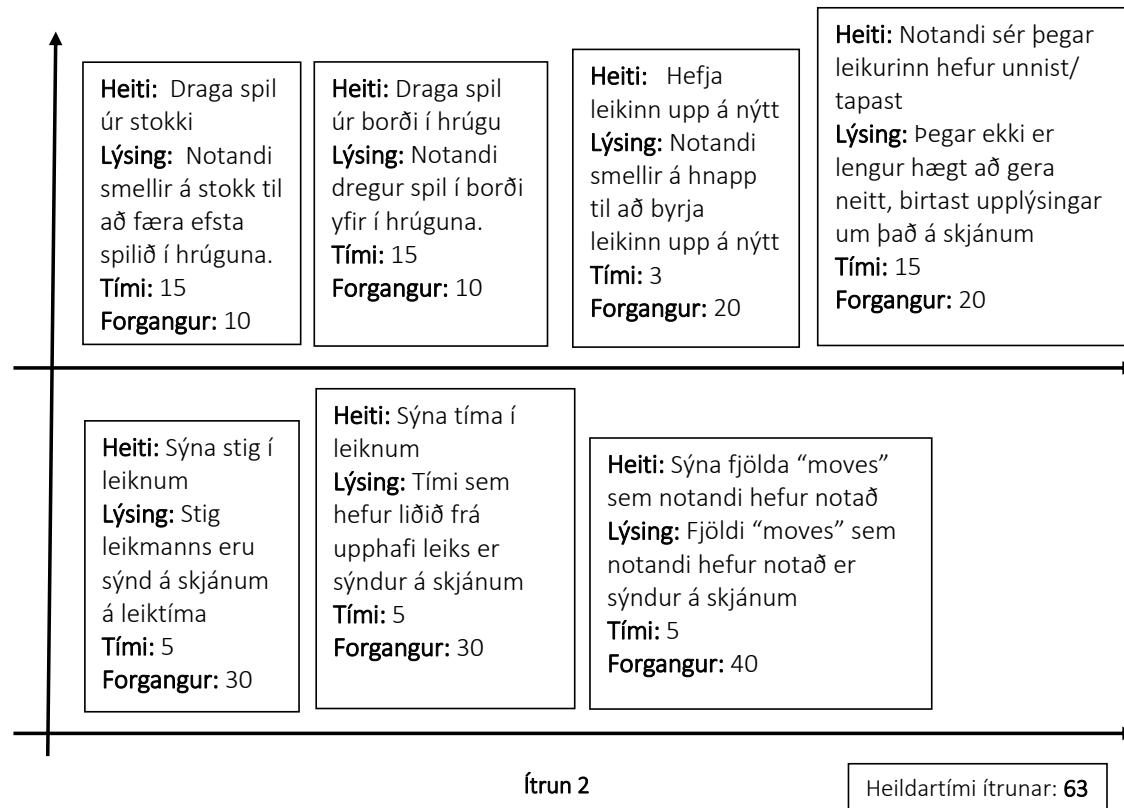 Heiti: Draga spil
úr stokki
Lýsing: Notandi
smellir á stokk til
að færa efsta
spilið í hrúguna.
Tími: 15
Forgangur: 10
Heiti: Draga spil
úr borði í hrúgu
Lýsing: Notandi
dregur spil í borði
yfir í hrúguna.
Tími: 15
Forgangur: 10
Heiti: Hefja
leikinn upp á nýtt
Lýsing: Notandi
smellir á hnapp
til að byrja
leikinn upp á nýtt
Tími: 3
Forgangur: 20
Heiti: Notandi sér þegar
leikurinn hefur unnist/
tapast
Lýsing: Þegar ekki er
lengur hægt að gera
neitt, birtast upplýsingar
um það á skjánum
Tími: 15
Forgangur: 20
Heiti: Sýna stig í
leiknum
Lýsing: Stig
leikmanns eru
sýnd á skjánum
á leiktíma
Tími: 5
Forgangur: 30
Heiti: Sýna tíma í
leiknum
Lýsing: Tími sem
hefur liðið frá
upphafi leiks er
sýndur á skjánum
Tími: 5
Forgangur: 30
Heiti: Sýna fjölda “moves”
sem notandi hefur notað
Lýsing: Fjöldi “moves” sem
notandi hefur notað er
sýndur á skjánum
Tími: 5
Forgangur: 40
Ítrun 2
Heildartími ítrunar: 63